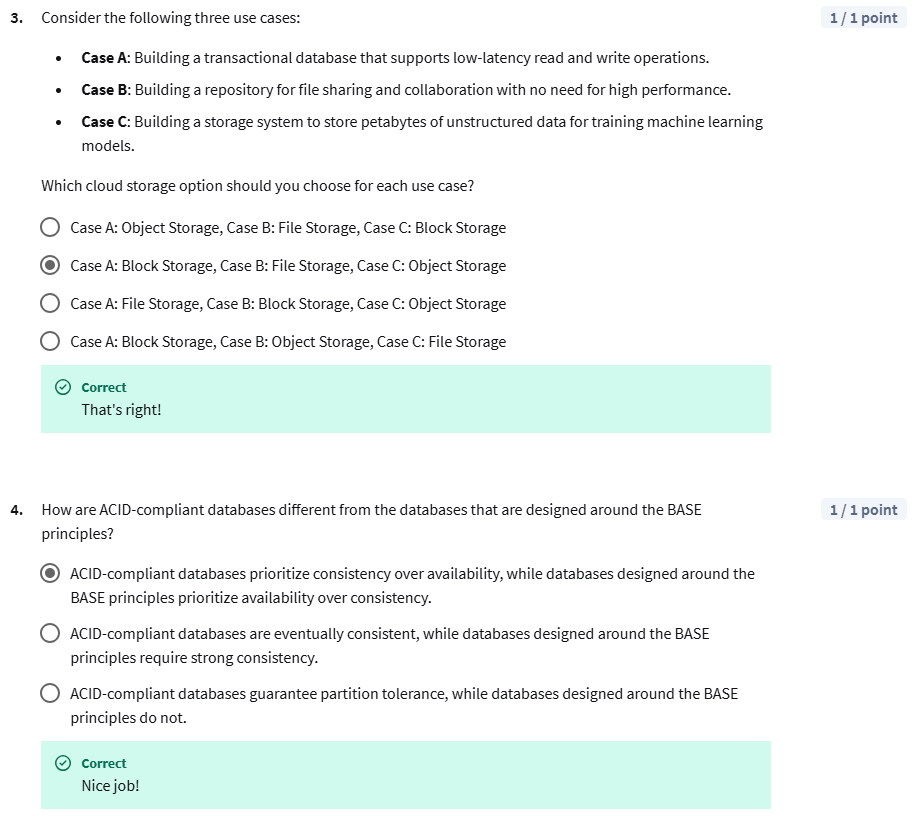 3. Consider the following three use cases:
1 / 1 point
• Case A: Building a transactional database that supports low-latency read and write operations.
• Case B: Building a repository for file sharing and collaboration with no need for high performance.
• Case C: Building a storage system to store petabytes of unstructured data for training machine learning
models.
Which cloud storage option should you choose for each use case?
Case A: Object Storage, Case B: File Storage, Case C: Block Storage
Case A: Block Storage, Case B: File Storage, Case C: Object Storage
Case A: File Storage, Case B: Block Storage, Case C: Object Storage
Case A: Block Storage, Case B: Object Storage, Case C: File Storage
Correct
That's right!
4. How are ACID-compliant databases different from the databases that are designed around the BASE
1 / 1 point
principles?
ACID-compliant databases prioritize consistency over availability, while databases designed around the
BASE principles prioritize availability over consistency.
ACID-compliant databases are eventually consistent, while databases designed around the BASE
principles require strong consistency.
ACID-compliant databases guarantee partition tolerance, while databases designed around the BASE
principles do not.
Correct
Nice job!